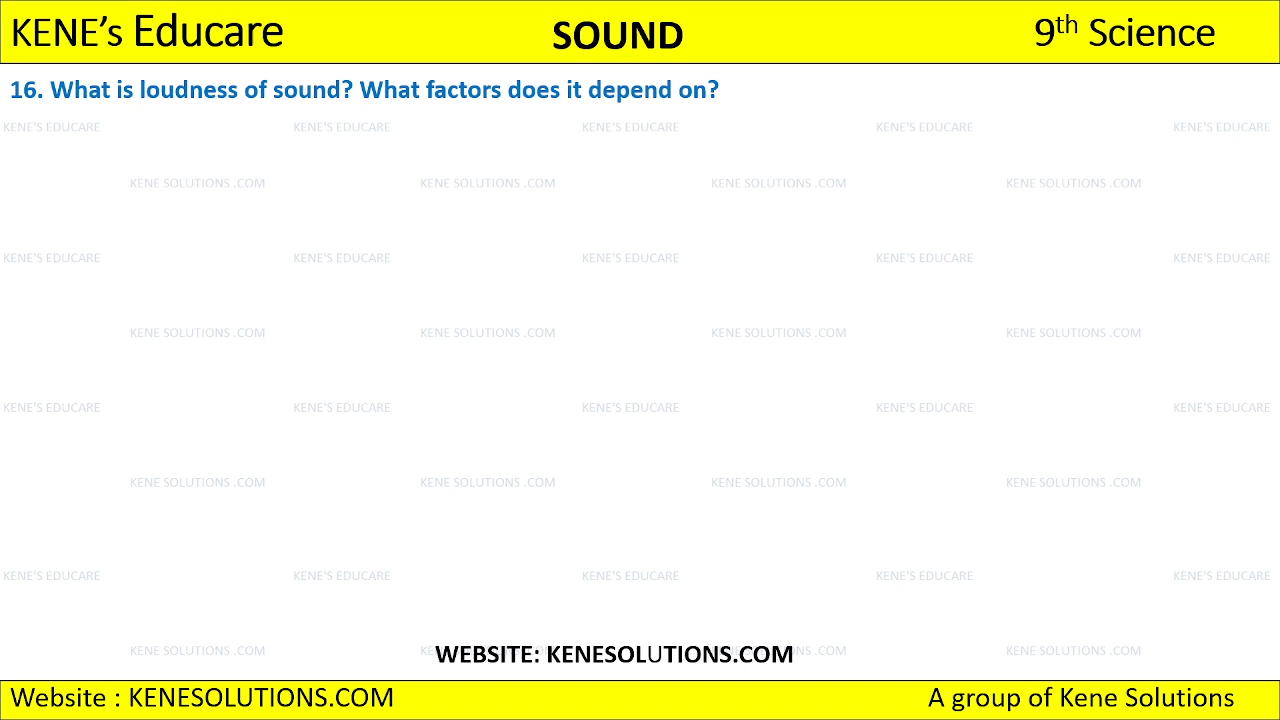 KENE's Educare SOUND 9th Science
16. What is loudness of sound? What factors does it depend on?
KENE'S EDUCARE KENE'S EDUCARE KENE'S EDUCARE KENE'S EDUCARE KENE'S EDUCARE
KENE SOLUTIONS .COM KENE SOLUTIONS .COM KENE SOLUTIONS .COM KENE SOLUTIONS .COM
KENE'S EDUCARE KENE'S EDUCARE KENE'S EDUCARE KENE'S EDUCARE KENE'S EDUCARE
KENE SOLUTIONS .COM KENE SOLUTIONS .COM KENE SOLUTIONS .COM KENE SOLUTIONS .COM
KENE'S EDUCARE KENE'S EDUCARE KENE'S EDUCARE KENE'S EDUCARE KENE'S EDUCARE
KENE SOLUTIONS .COM KENE SOLUTIONS .COM KENE SOLUTIONS .COM KENE SOLUTIONS .COM
KENE'S EDUCARE KENE'S EDUCARE KENE'S EDUCARE KENE'S EDUCARE KENE'S EDUCARE
KENE SOLUTIONS .COM WEBSITE: KENESOLUTIONS.COM KENE SOLUTIONS .COM
Website : KENESOLUTIONS.COM A group of Kene Solutions